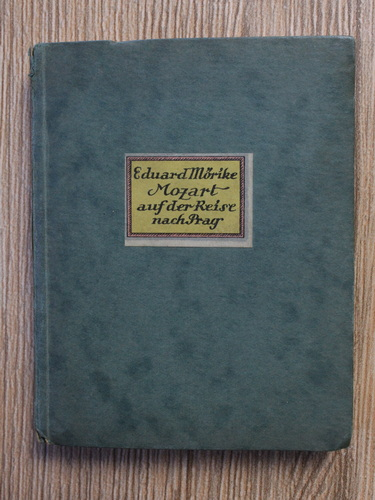 Eduard Mörike
Mozart
auf der Reise
nach Prag